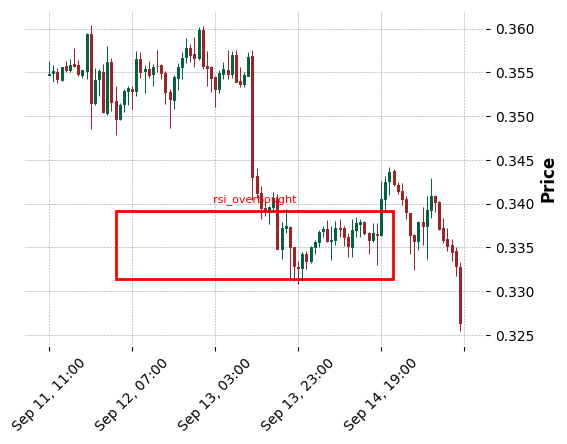 0.360
0.355
0.350
0.345
0.340
0.335
0.330
0.325
Price
rsi_overbought
Sep 11, 11:00
Sep 12, 07:00
Sep 13, 03:00
Sep 13, 23:00
Sep 14, 19:00